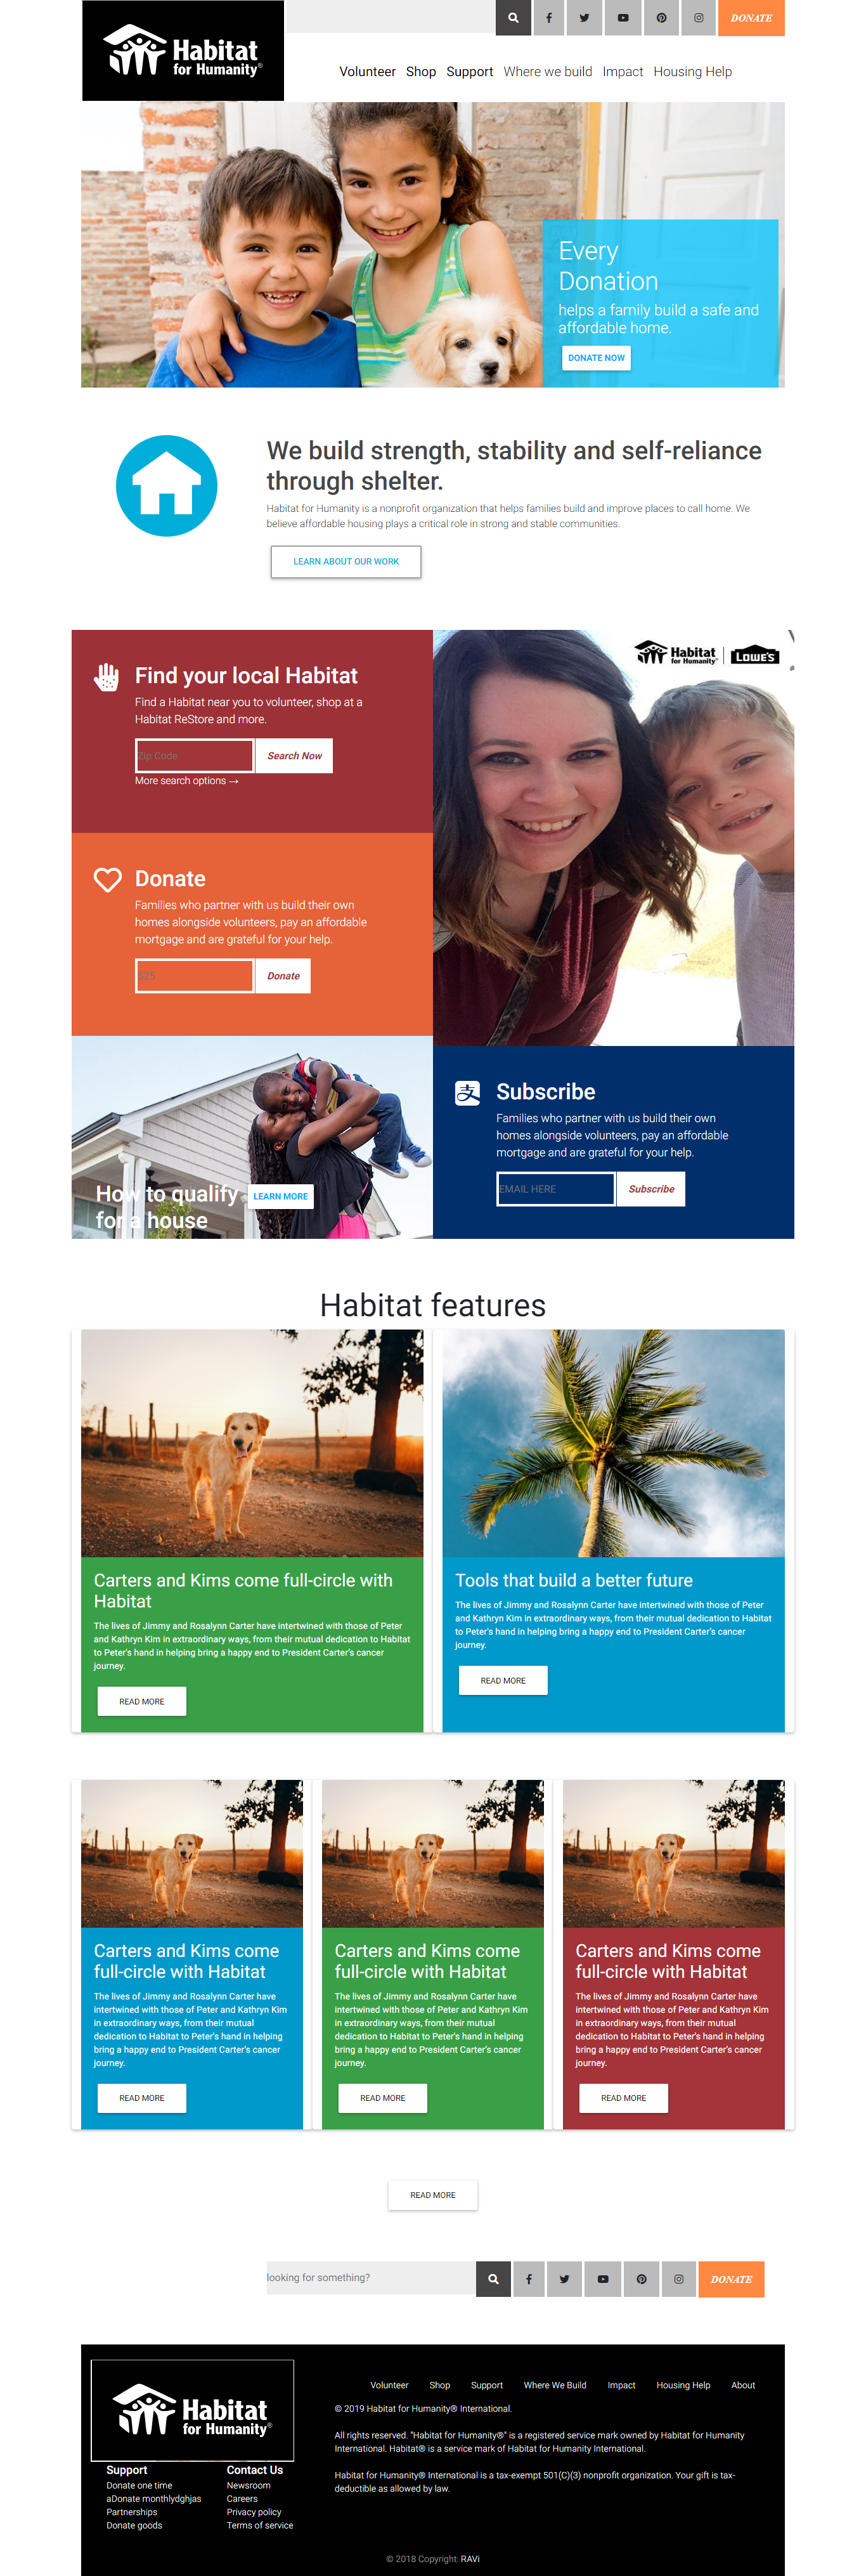 Habitat
for Humanity®
DONATE
Volunteer Shop Support Where we build Impact Housing Help
Every
Donation
helps a family build a safe and
affordable home.
DONATE NOW
We build strength, stability and self-reliance
through shelter.
Habitat for Humanity is a nonprofit organization that helps families build and improve places to call home. We
believe affordable housing plays a critical role in strong and stable communities.
LEARN ABOUT OUR WORK
Find your local Habitat
Find a Habitat near you to volunteer, shop at a
Habitat ReStore and more.
Zip Code
Search Now
More search options →
Habitat
for Humanity®
LOWE'S
Donate
Families who partner with us build their own
homes alongside volunteers, pay an affordable
mortgage and are grateful for your help.
$25
Donate
How to qualify
for a house
LEARN MORE
支
Subscribe
Families who partner with us build their own
homes alongside volunteers, pay an affordable
mortgage and are grateful for your help.
EMAIL HERE
Subscribe
Habitat features
Carters and Kims come full-circle with
Habitat
The lives of Jimmy and Rosalynn Carter have intertwined with those of Peter
and Kathryn Kim in extraordinary ways, from their mutual dedication to Habitat
to Peter's hand in helping bring a happy end to President Carter's cancer
journey.
READ MORE
Tools that build a better future
The lives of Jimmy and Rosalynn Carter have intertwined with those of Peter
and Kathryn Kim in extraordinary ways, from their mutual dedication to Habitat
to Peter's hand in helping bring a happy end to President Carter's cancer
journey.
READ MORE
Carters and Kims come
full-circle with Habitat
The lives of Jimmy and Rosalynn Carter have
intertwined with those of Peter and Kathryn Kim
in extraordinary ways, from their mutual
dedication to Habitat to Peter's hand in helping
bring a happy end to President Carter's cancer
journey.
READ MORE
Carters and Kims come
full-circle with Habitat
The lives of Jimmy and Rosalynn Carter have
intertwined with those of Peter and Kathryn Kim
in extraordinary ways, from their mutual
dedication to Habitat to Peter's hand in helping
bring a happy end to President Carter's cancer
journey.
READ MORE
Carters and Kims come
full-circle with Habitat
The lives of Jimmy and Rosalynn Carter have
intertwined with those of Peter and Kathryn Kim
in extraordinary ways, from their mutual
dedication to Habitat to Peter's hand in helping
bring a happy end to President Carter's cancer
journey.
READ MORE
READ MORE
looking for something?
DONATE
Habitat
for Humanity®
Support
Donate one time
aDonate monthlydghjas
Partnerships
Donate goods
Contact Us
Newsroom
Careers
Privacy policy
Terms of service
Volunteer Shop Support Where We Build Impact Housing Help About
© 2019 Habitat for Humanity® International.
All rights reserved. "Habitat for Humanity®" is a registered service mark owned by Habitat for Humanity
International. Habitat® is a service mark of Habitat for Humanity International.
Habitat for Humanity® International is a tax-exempt 501(C)(3) nonprofit organization. Your gift is tax-
deductible as allowed by law.
© 2018 Copyright: RAVi